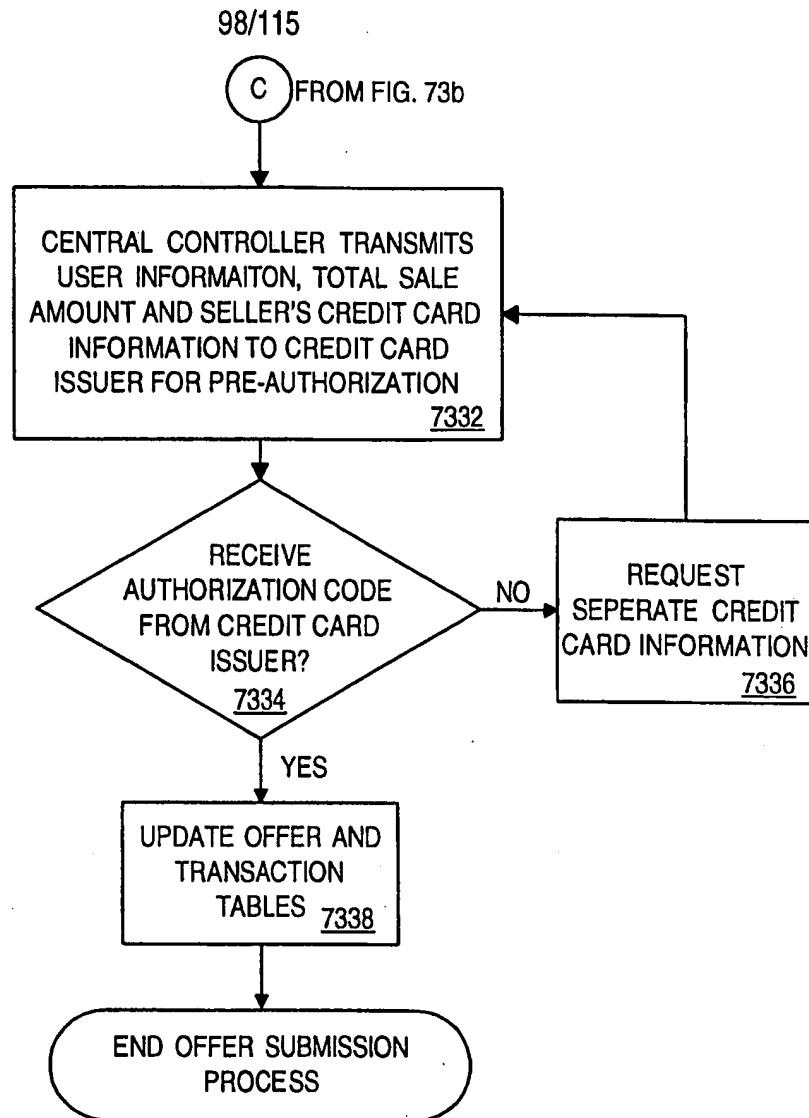 98/115
C FROM FIG. 73b
CENTRAL CONTROLLER TRANSMITS
USER INFORMAITON, TOTAL SALE
AMOUNT AND SELLER'S CREDIT CARD
INFORMATION TO CREDIT CARD
ISSUER FOR PRE-AUTHORIZATION
7332
RECEIVE
AUTHORIZATION CODE
FROM CREDIT CARD
ISSUER?
7334
NO
REQUEST
SEPERATE CREDIT
CARD INFORMATION
7336
YES
UPDATE OFFER AND
TRANSACTION
TABLES 7338
END OFFER SUBMISSION
PROCESS